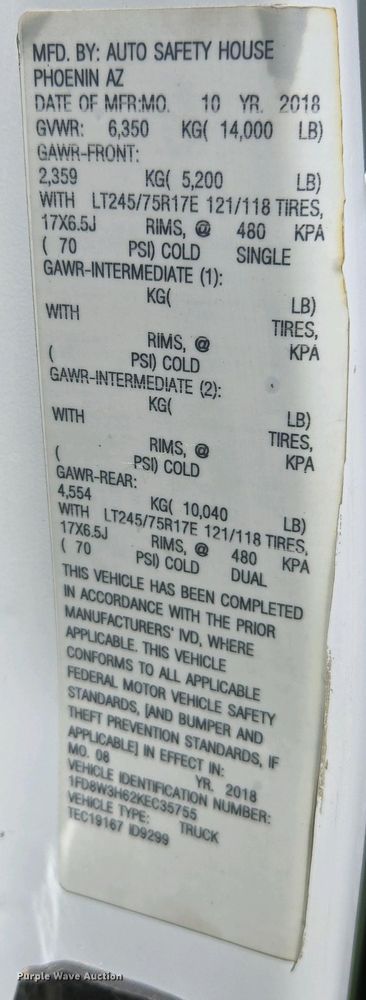 MFD. BY: AUTO SAFETY HOUSE
PHOENIN AZ
DATE OF MFR:MO. 10 YR. 2018
GVWR: 6,350 KG( 14,000 LB)
GAWR-FRONT:
2,359 KG( 5,200 LB)
WITH LT245/75R17E 121/118 TIRES,
17X6.5J RIMS, @ 480 KPA
( 70 PSI) COLD SINGLE
GAWR-INTERMEDIATE (1):
KG( LB)
WITH TIRES,
RIMS, @ KPA
( PSI) COLD
GAWR-INTERMEDIATE (2):
KG( LB)
WITH TIRES,
RIMS, @ KPA
( PSI) COLD
GAWR-REAR:
4,554 KG( 10,040 LB)
WITH LT245/75R17E 121/118 TIRES,
17X6.5J RIMS, @ 480 KPA
( 70 PSI) COLD DUAL
THIS VEHICLE HAS BEEN COMPLETED
IN ACCORDANCE WITH THE PRIOR
MANUFACTURERS' IVD, WHERE
APPLICABLE. THIS VEHICLE
CONFORMS TO ALL APPLICABLE
FEDERAL MOTOR VEHICLE SAFETY
STANDARDS, [AND BUMPER AND
THEFT PREVENTION STANDARDS, IF
APPLICABLE] IN EFFECT IN:
MO. 08 YR. 2018
VEHICLE IDENTIFICATION NUMBER:
1FD8W3H62KEC35755
VEHICLE TYPE: TRUCK
TEC19167 ID9299
Purple Wave Auction